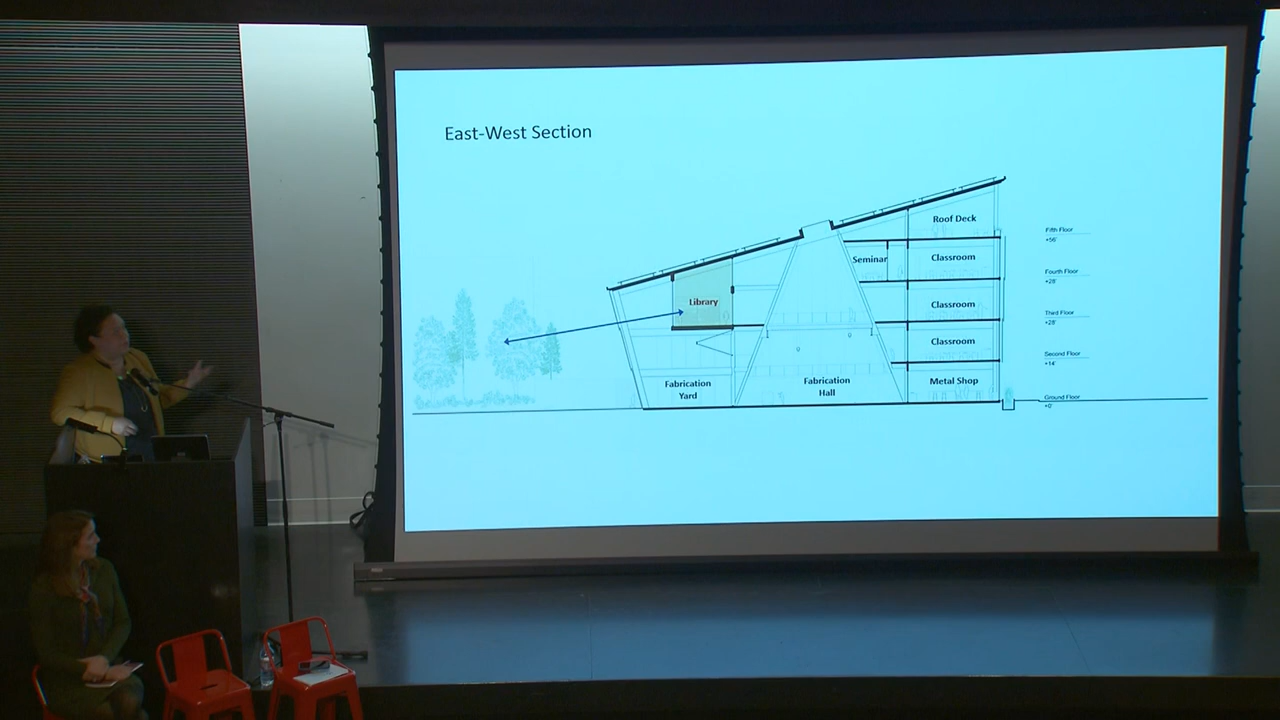 East-West Section
Roof Deck
Fifth Floor
+56'
Seminar
Classroom
Fourth Floor
+28'
Library
Classroom
Third Floor
+28'
Classroom
Second Floor
+14'
Fabrication
Yard
Fabrication
Hall
Metal Shop
Ground Floor
+0'